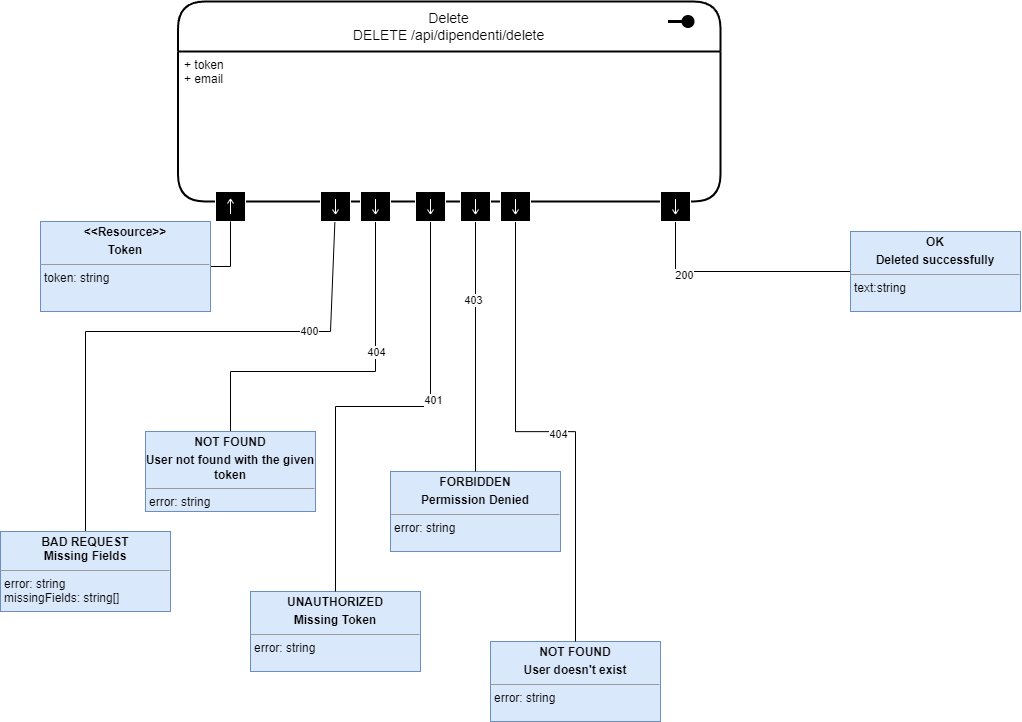 Delete
DELETE /api/dipendenti/delete
+ token
+ email
<<Resource>>
Token
token: string
OK
Deleted successfully
text:string
200
403
400
404
401
404
NOT FOUND
User not found with the given
token
error: string
FORBIDDEN
Permission Denied
error: string
BAD REQUEST
Missing Fields
error: string
missingFields: string[]
UNAUTHORIZED
Missing Token
error: string
NOT FOUND
User doesn't exist
error: string